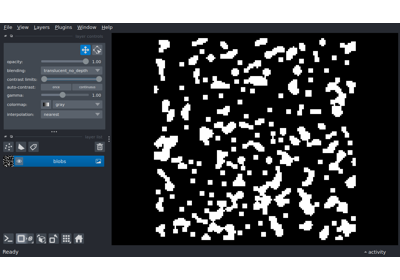 File View Layers Plugins Window Help
opacity: 1.00
blending: translucent_no_depth
contrast limits:
auto-contrast: once continuous
gamma: 1.00
colormap: gray
interpolation: nearest
blobs
Ready
activity